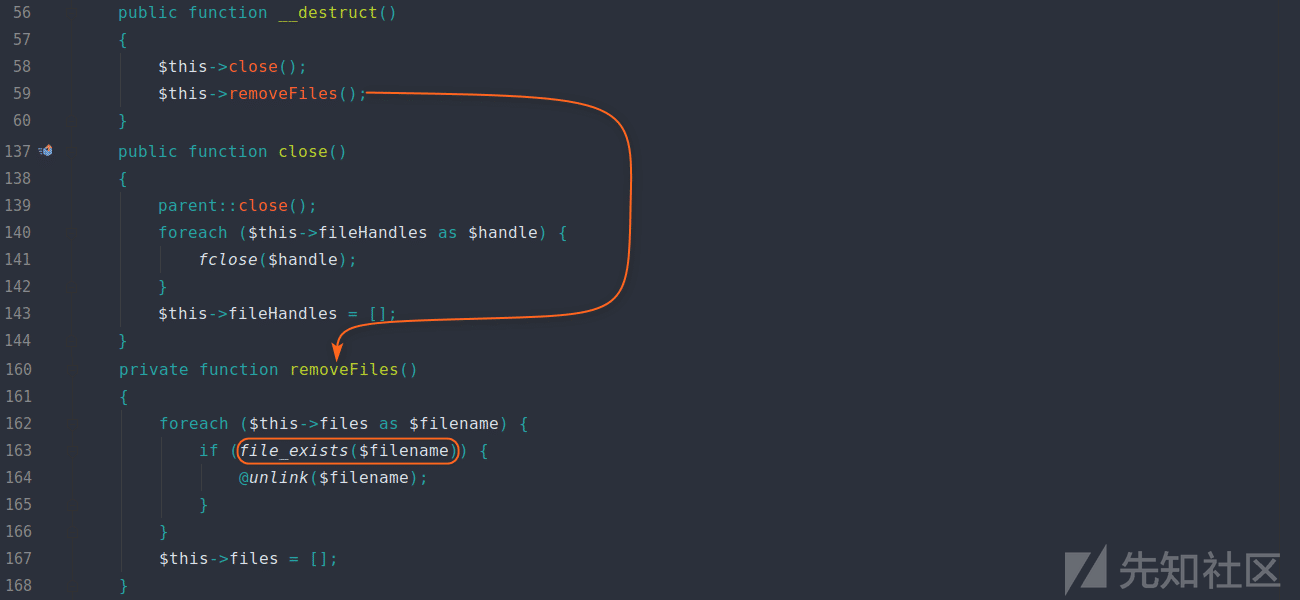 56 public function __destruct()
57 {
58 $this->close();
59 $this->removeFiles();
60 }
137 public function close()
138 {
139 parent::close();
140 foreach ($this->fileHandles as $handle) {
141 fclose($handle);
142 }
143 $this->fileHandles = [];
144 }
160 private function removeFiles()
161 {
162 foreach ($this->files as $filename) {
163 if (file_exists($filename)) {
164 @unlink($filename);
165 }
166 }
167 $this->files = [];
168 }
先知社区